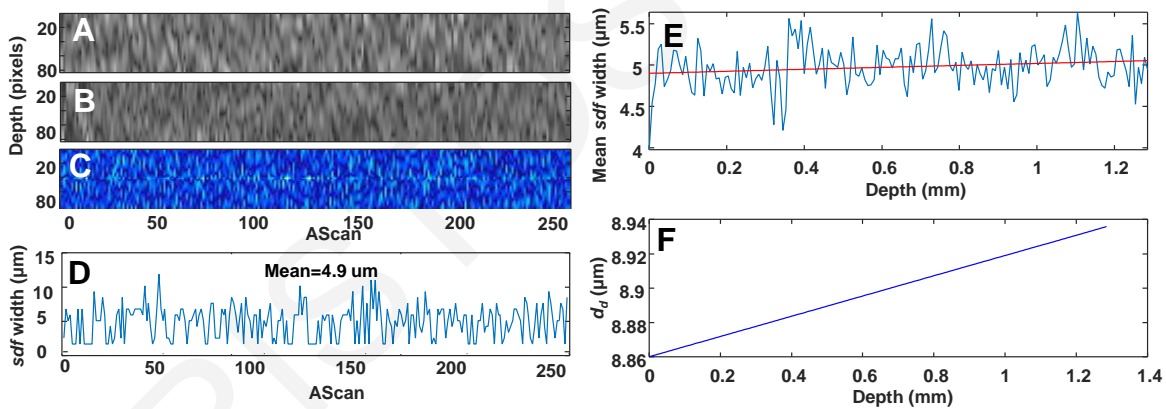 A
20
80
Depth (pixels)
B
20
80
C
20
80
0 50 100 150 200 250
AScan
D
Mean=4.9 um
sdf width (µm)
15
10
5
0
0 50 100 150 200 250
AScan
E
Mean sdf width (µm)
5.5
5
4.5
4
0 0.2 0.4 0.6 0.8 1 1.2
Depth (mm)
F
d_d (µm)
8.94
8.92
8.9
8.88
8.86
0 0.2 0.4 0.6 0.8 1.0 1.2 1.4
Depth (mm)